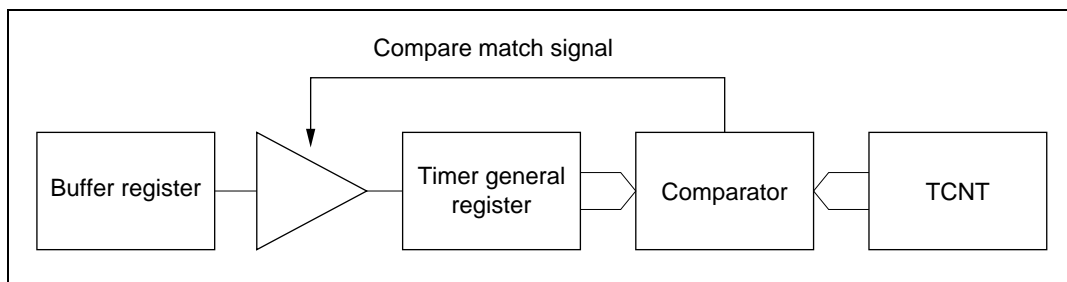 Compare match signal
Buffer register
Timer general
register
Comparator
TCNT